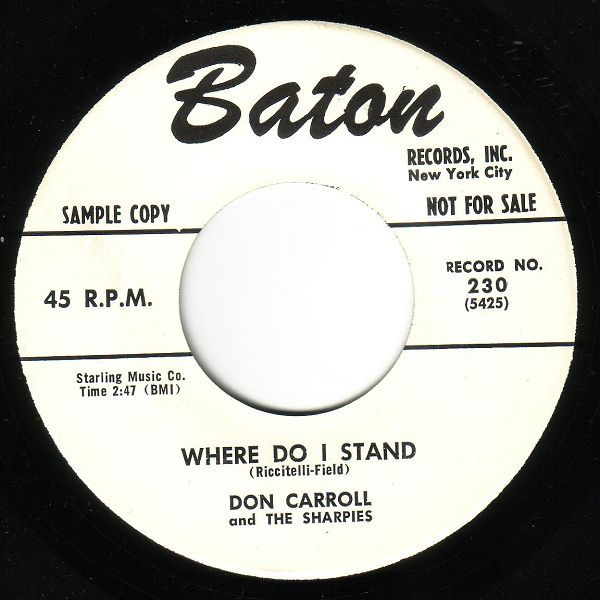 Baton
RECORDS, INC.
New York City
SAMPLE COPY
NOT FOR SALE
45 R.P.M.
RECORD NO.
230
(5425)
Starling Music Co.
Time 2:47 (BMI)
WHERE DO I STAND
(Riccitelli-Field)
DON CARROLL
and THE SHARPIES